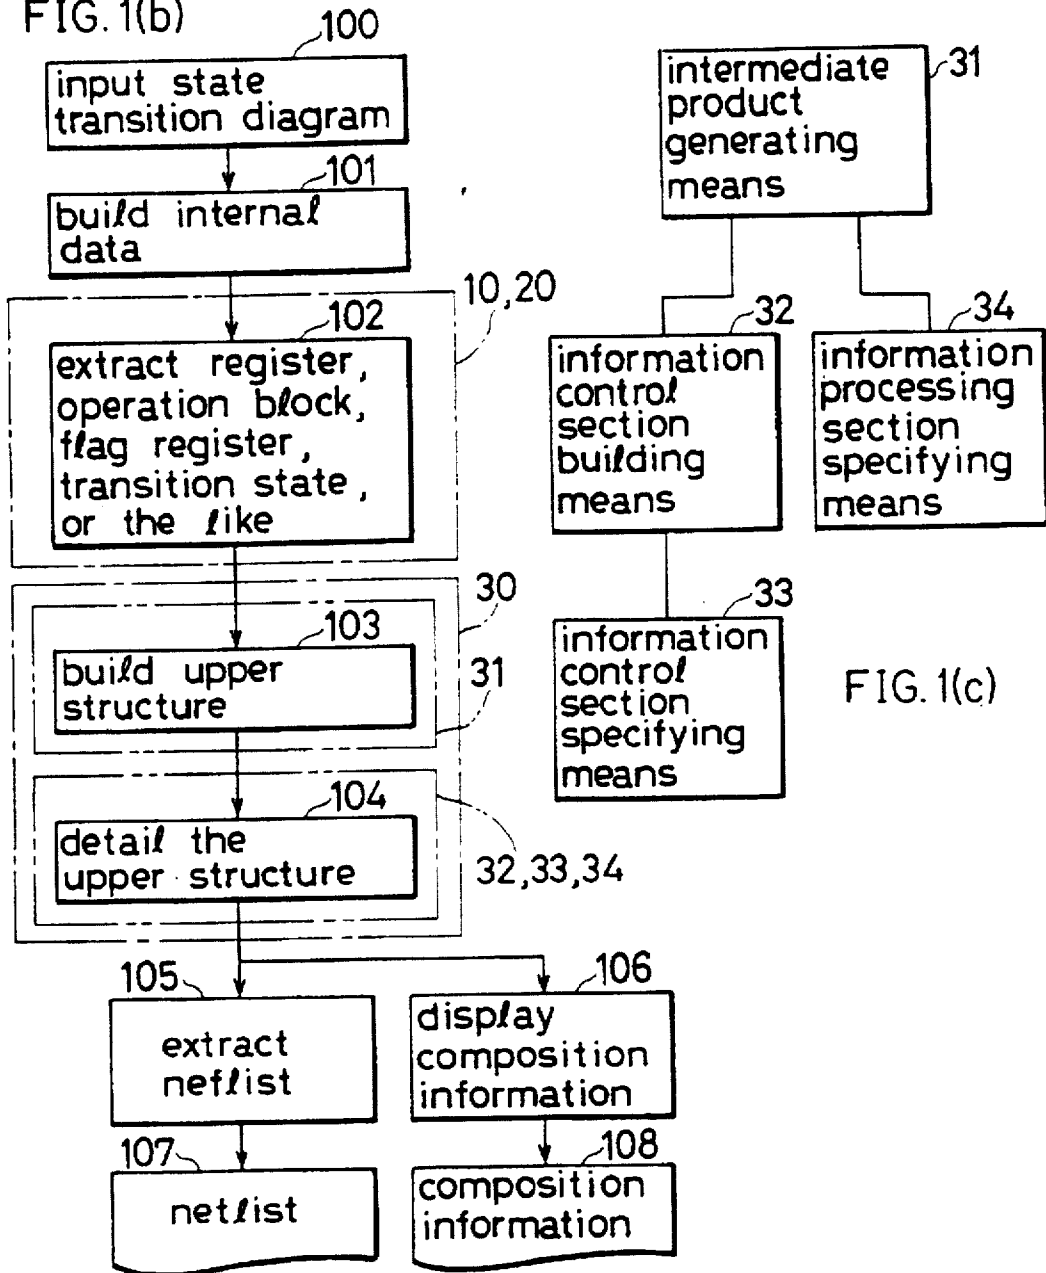 FIG. 1(b)
100
input state
transition diagram
101
build internal
data
10,20
102
extract register,
operation block,
flag register,
transition state,
or the like
30
103
build upper
structure
31
104
detail the
upper structure
32,33,34
105
extract
neflist
106
display
composition
information
107
netlist
108
composition
information
31
intermediate
product
generating
means
32
information
control
section
building
means
34
information
processing
section
specifying
means
33
information
control
section
specifying
means
FIG. 1(c)